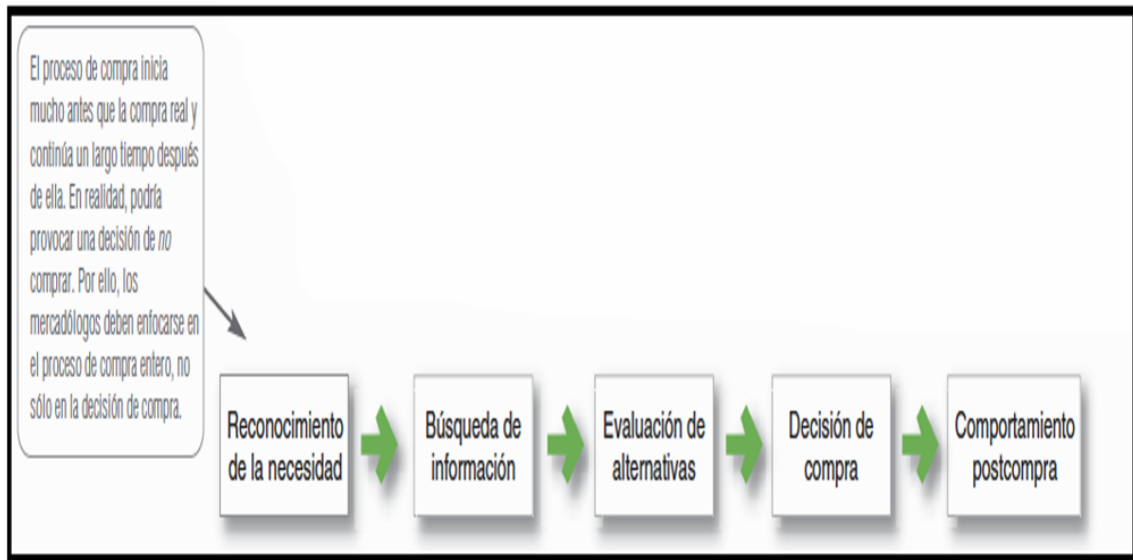 El proceso de compra inicia
mucho antes que la compra real y
continúa un largo tiempo después
de ella. En realidad, podría
provocar una decisión de no
comprar. Por ello, los
mercadólogos deben enfocarse en
el proceso de compra entero, no
sólo en la decisión de compra.
Reconocimiento
de la necesidad
Búsqueda de
información
Evaluación de
alternativas
Decisión de
compra
Comportamiento
postcompra